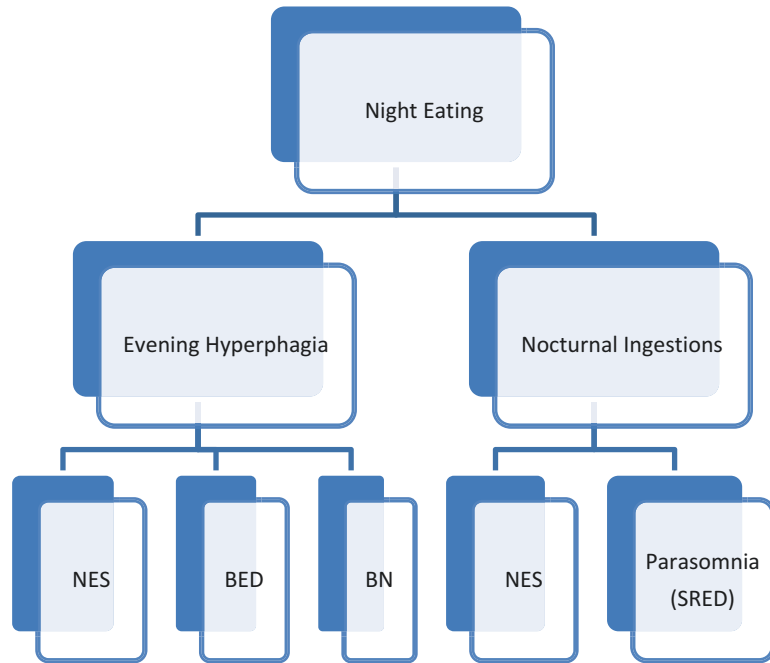 Night Eating
Evening Hyperphagia
Nocturnal Ingestions
NES
BED
BN
NES
Parasomnia
(SRED)